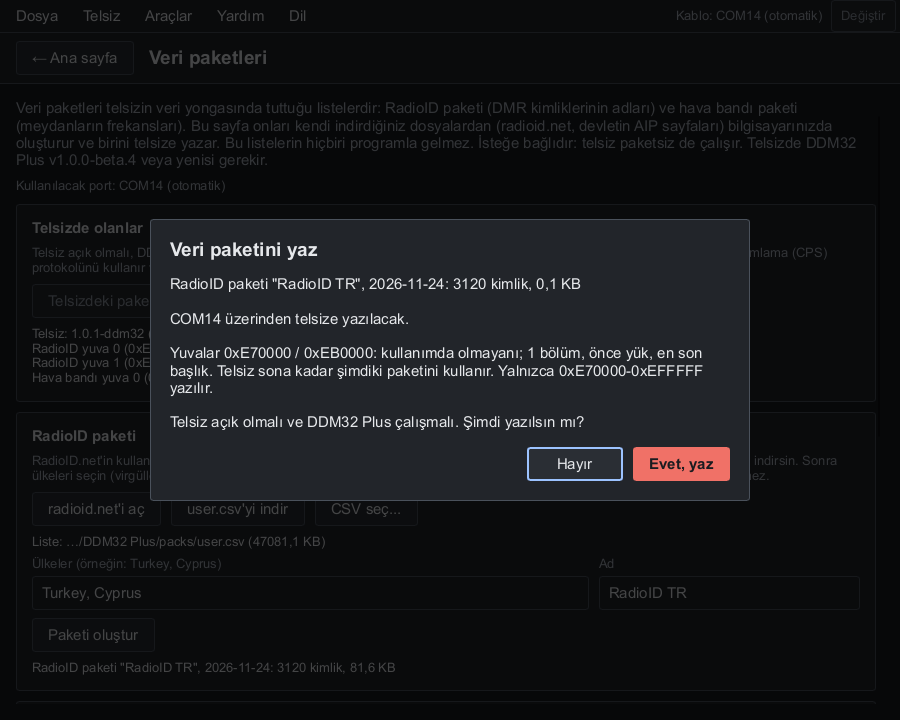 Dosya Telsiz Araçlar Yardım Dil Kablo: COM14 (otomatik) Değiştir
← Ana sayfa Veri paketleri
Veri paketleri telsizin veri yongasında tuttuğu listelerdir: RadioID paketi (DMR kimliklerinin adları) ve hava bandı paketi
(meydanların frekansları). Bu sayfa onları kendi indirdiğiniz dosyalardan (radioid.net, devletin AIP sayfaları) bilgisayarınızda
oluşturur ve birini telsize yazar. Bu listelerin hiçbiri programla gelmez. İsteğe bağlıdır: telsiz paketsiz de çalışır. Telsizde DDM32
Plus v1.0.0-beta.4 veya yenisi gerekir.
Kullanılacak port: COM14 (otomatik)
Telsizde olanlar
Telsiz açık olmalı, mlama (CPS)
protokolünü kullanır
Telsizdeki
Telsiz: 1.0.1-ddm32
RadioID yuva 0
RadioID yuva 1
Hava bandı yuva 0
Veri paketini yaz
RadioID paketi "RadioID TR", 2026-11-24: 3120 kimlik, 0,1 KB
COM14 üzerinden telsize yazılacak.
Yuvalar 0xE70000 / 0xEB0000: kullanımda olmayanı; 1 bölüm, önce yük, en son
başlık. Telsiz sona kadar şimdiki paketini kullanır. Yalnızca 0xE70000-0xEFFFFF
yazılır.
Telsiz açık olmalı ve DDM32 Plus çalışmalı. Şimdi yazılsın mı?
Hayır Evet, yaz
RadioID paketi
RadioID.net'in indirsin. Sonra
ülkeleri seçin
radioid.net'i aç user.csv'yi indir CSV seç...
Liste: …/DDM32 Plus/packs/user.csv (47081,1 KB)
Ülkeler (örneğin: Turkey, Cyprus) Ad
Turkey, Cyprus RadioID TR
Paketi oluştur
RadioID paketi "RadioID TR", 2026-11-24: 3120 kimlik, 81,6 KB